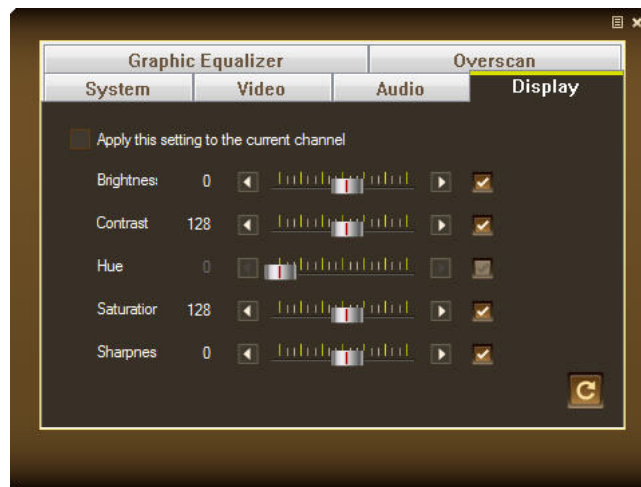 Graphic Equalizer Overscan
System Video Audio Display
Apply this setting to the current channel
Brightnes 0
Contrast 128
Hue 0
Saturation 128
Sharpnes 0